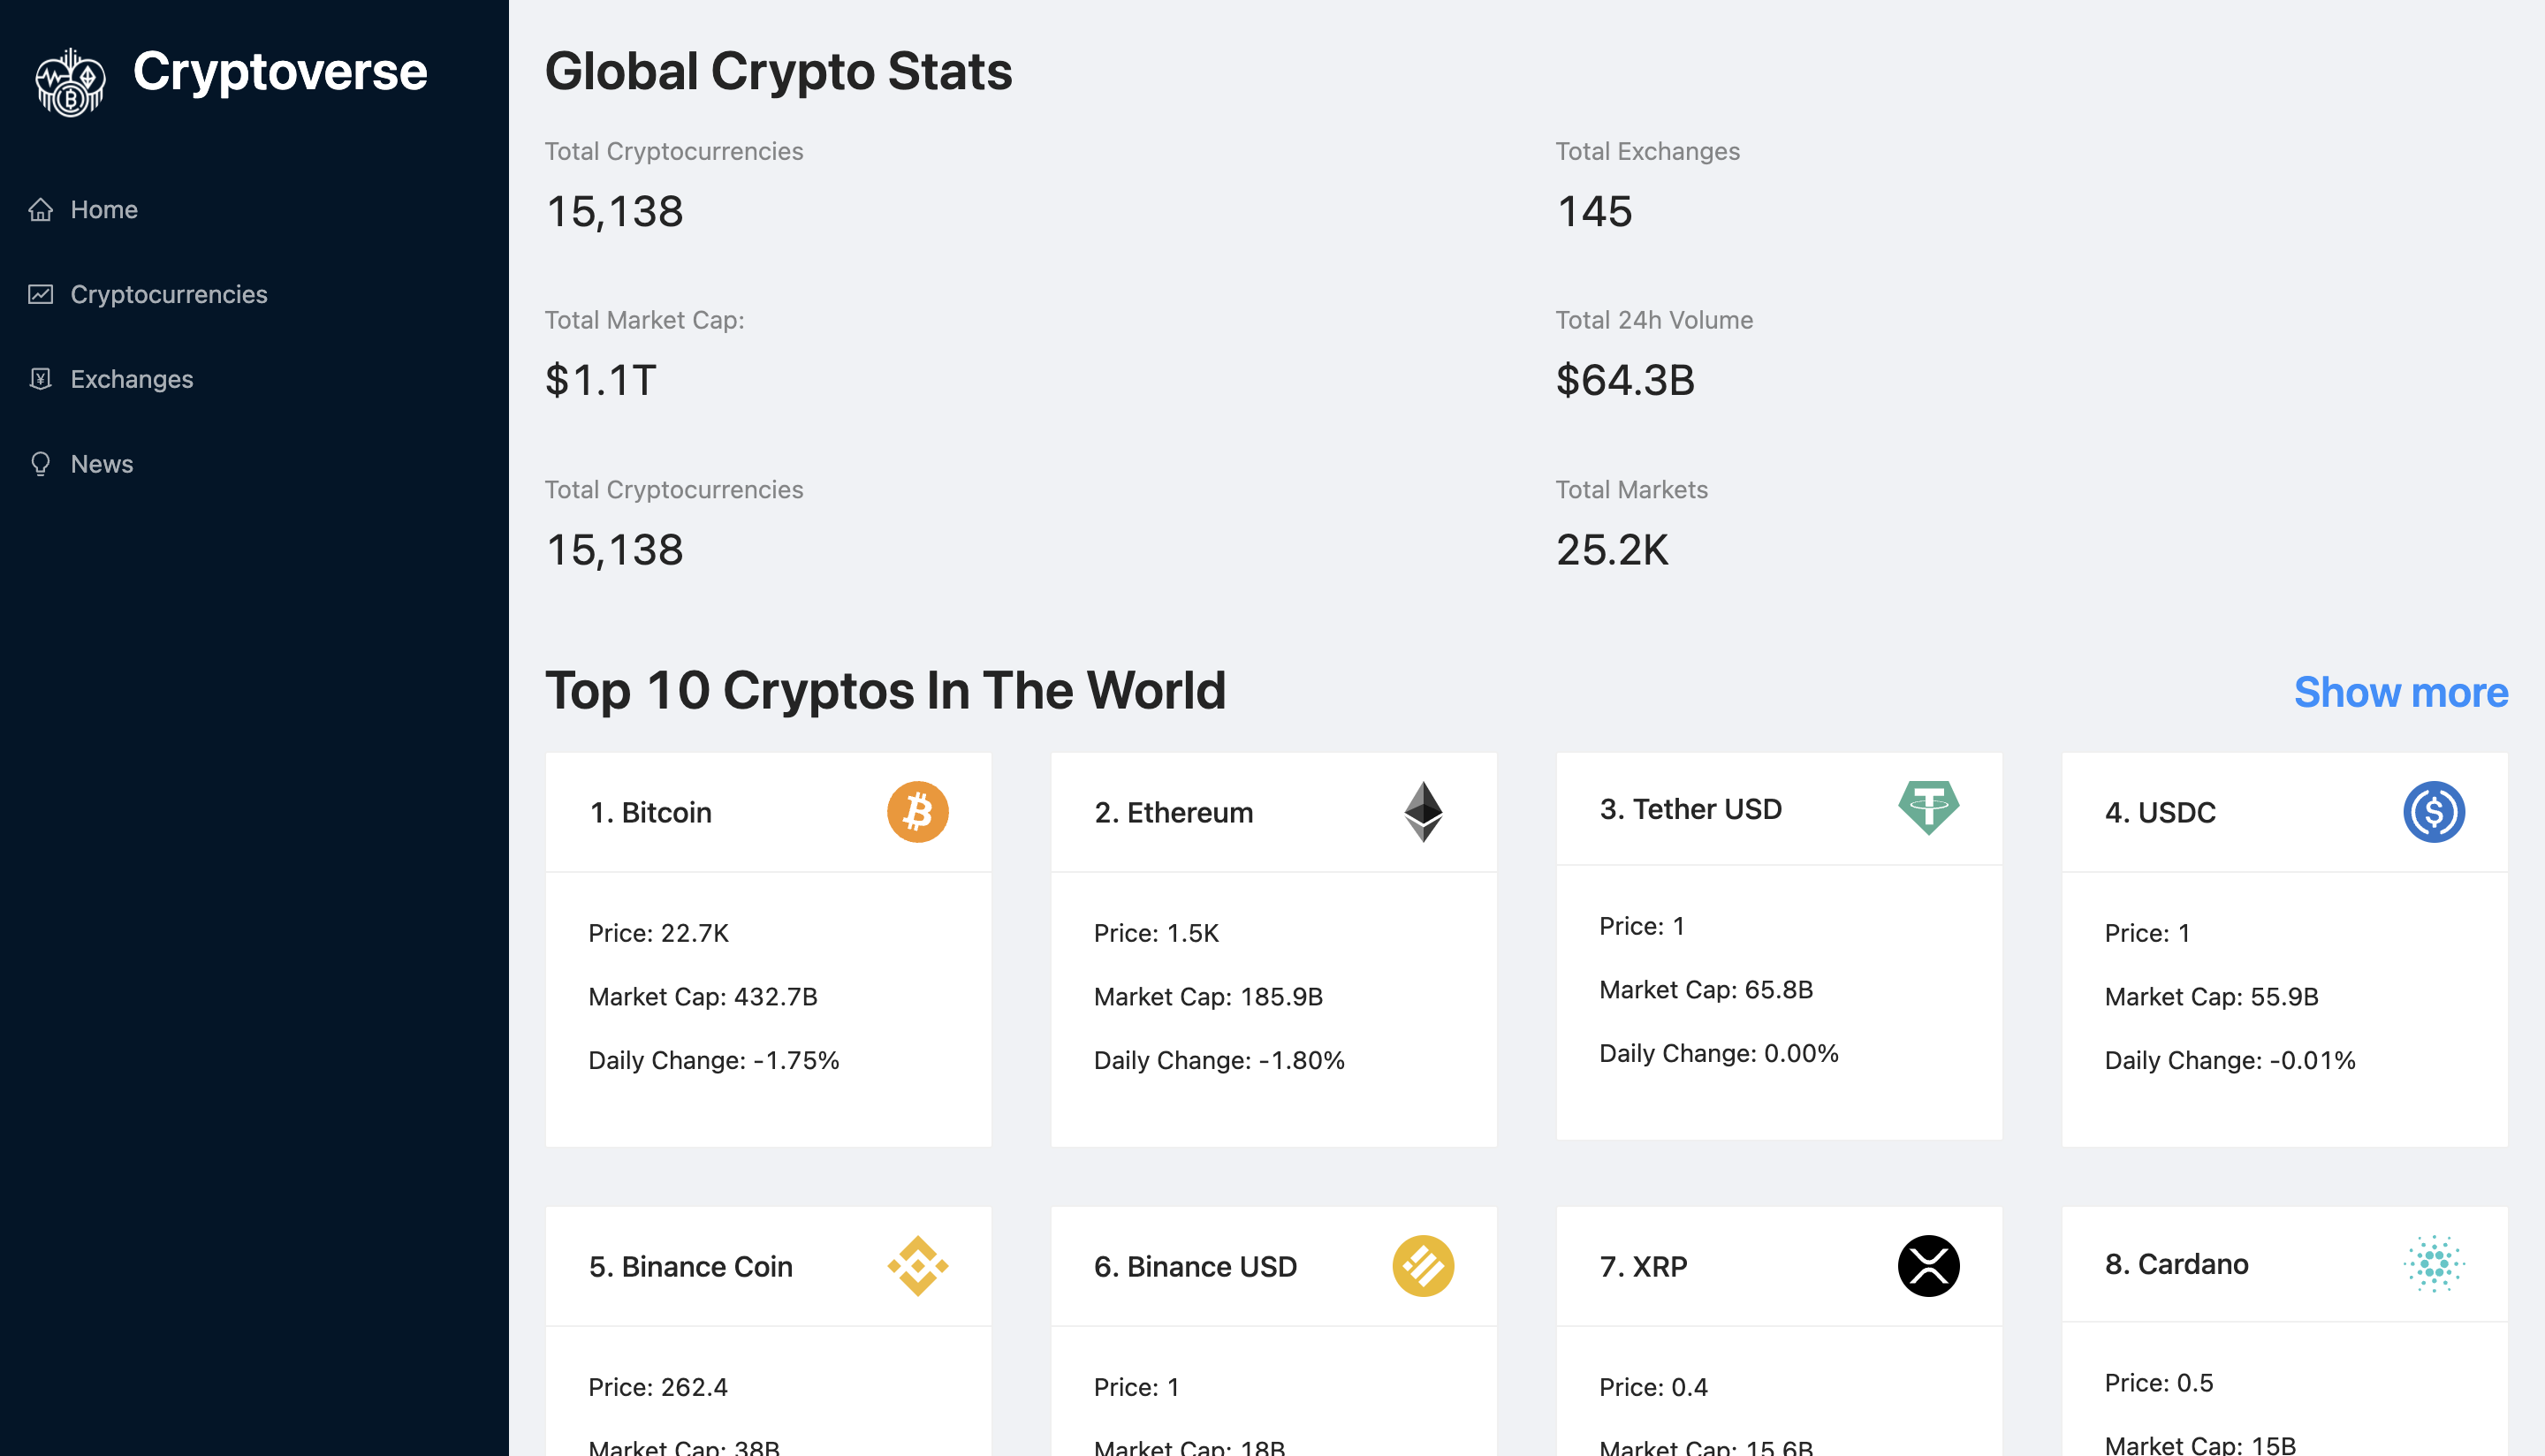 Cryptoverse
Home
Cryptocurrencies
Exchanges
News
Global Crypto Stats
Total Cryptocurrencies
15,138
Total Exchanges
145
Total Market Cap:
$1.1T
Total 24h Volume
$64.3B
Total Cryptocurrencies
15,138
Total Markets
25.2K
Top 10 Cryptos In The World
Show more
1. Bitcoin
Price: 22.7K
Market Cap: 432.7B
Daily Change: -1.75%
2. Ethereum
Price: 1.5K
Market Cap: 185.9B
Daily Change: -1.80%
3. Tether USD
Price: 1
Market Cap: 65.8B
Daily Change: 0.00%
4. USDC
Price: 1
Market Cap: 55.9B
Daily Change: -0.01%
5. Binance Coin
Price: 262.4
Market Cap: 38B
6. Binance USD
Price: 1
Market Cap: 18B
7. XRP
Price: 0.4
Market Cap: 15.6B
8. Cardano
Price: 0.5
Market Cap: 15B